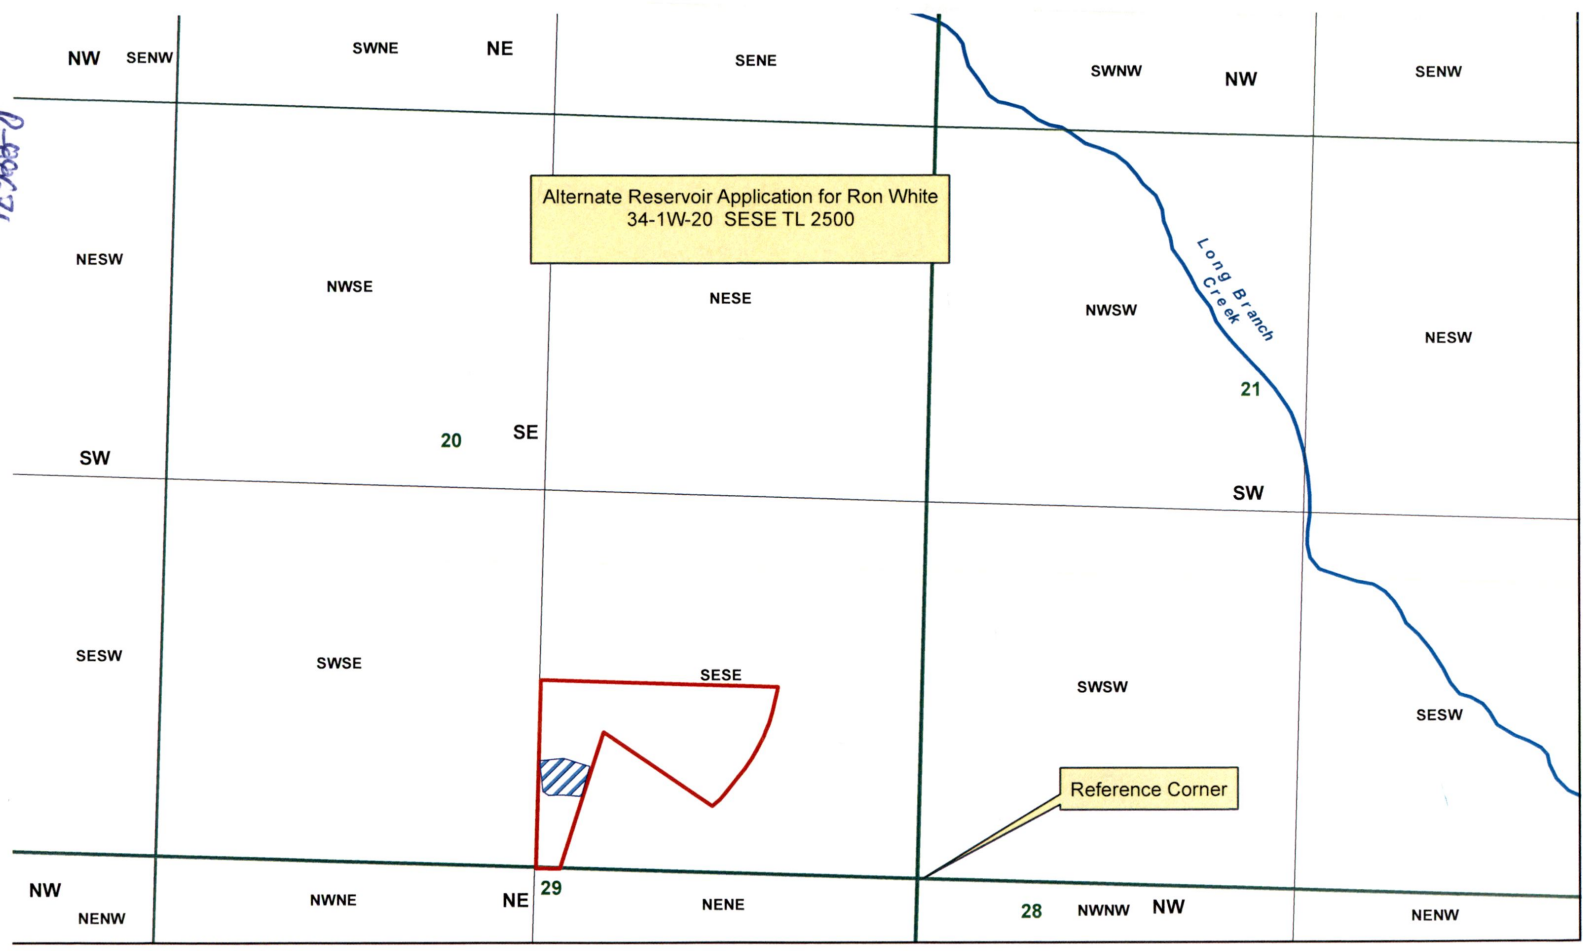 NW SENW SWNE NE SENE SWNW NW SENW
Alternate Reservoir Application for Ron White
34-1W-20 SESE TL 2500
NESW NWSE NESE NWSW NESW
Long Branch
Creek
21
20 SE
SW SW
SESW SWSE SESE SWSW SESW
Reference Corner
NW NWNE NE 29 NENE 28 NWNW NW NENW
NENW